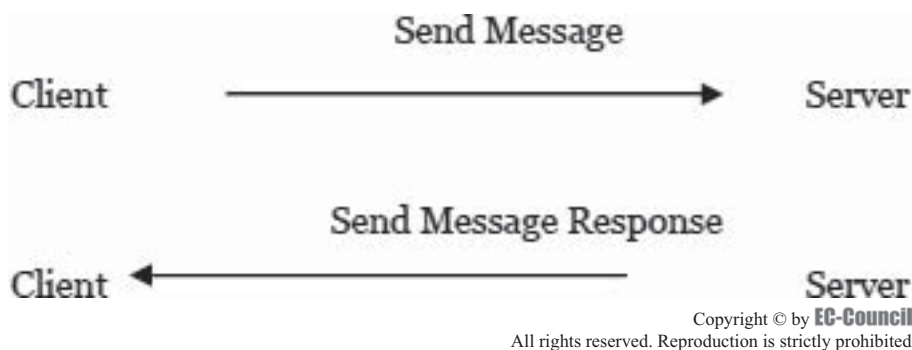 Send Message
Client Server
Send Message Response
Client Server
Copyright © by EC-Council
All rights reserved. Reproduction is strictly prohibited